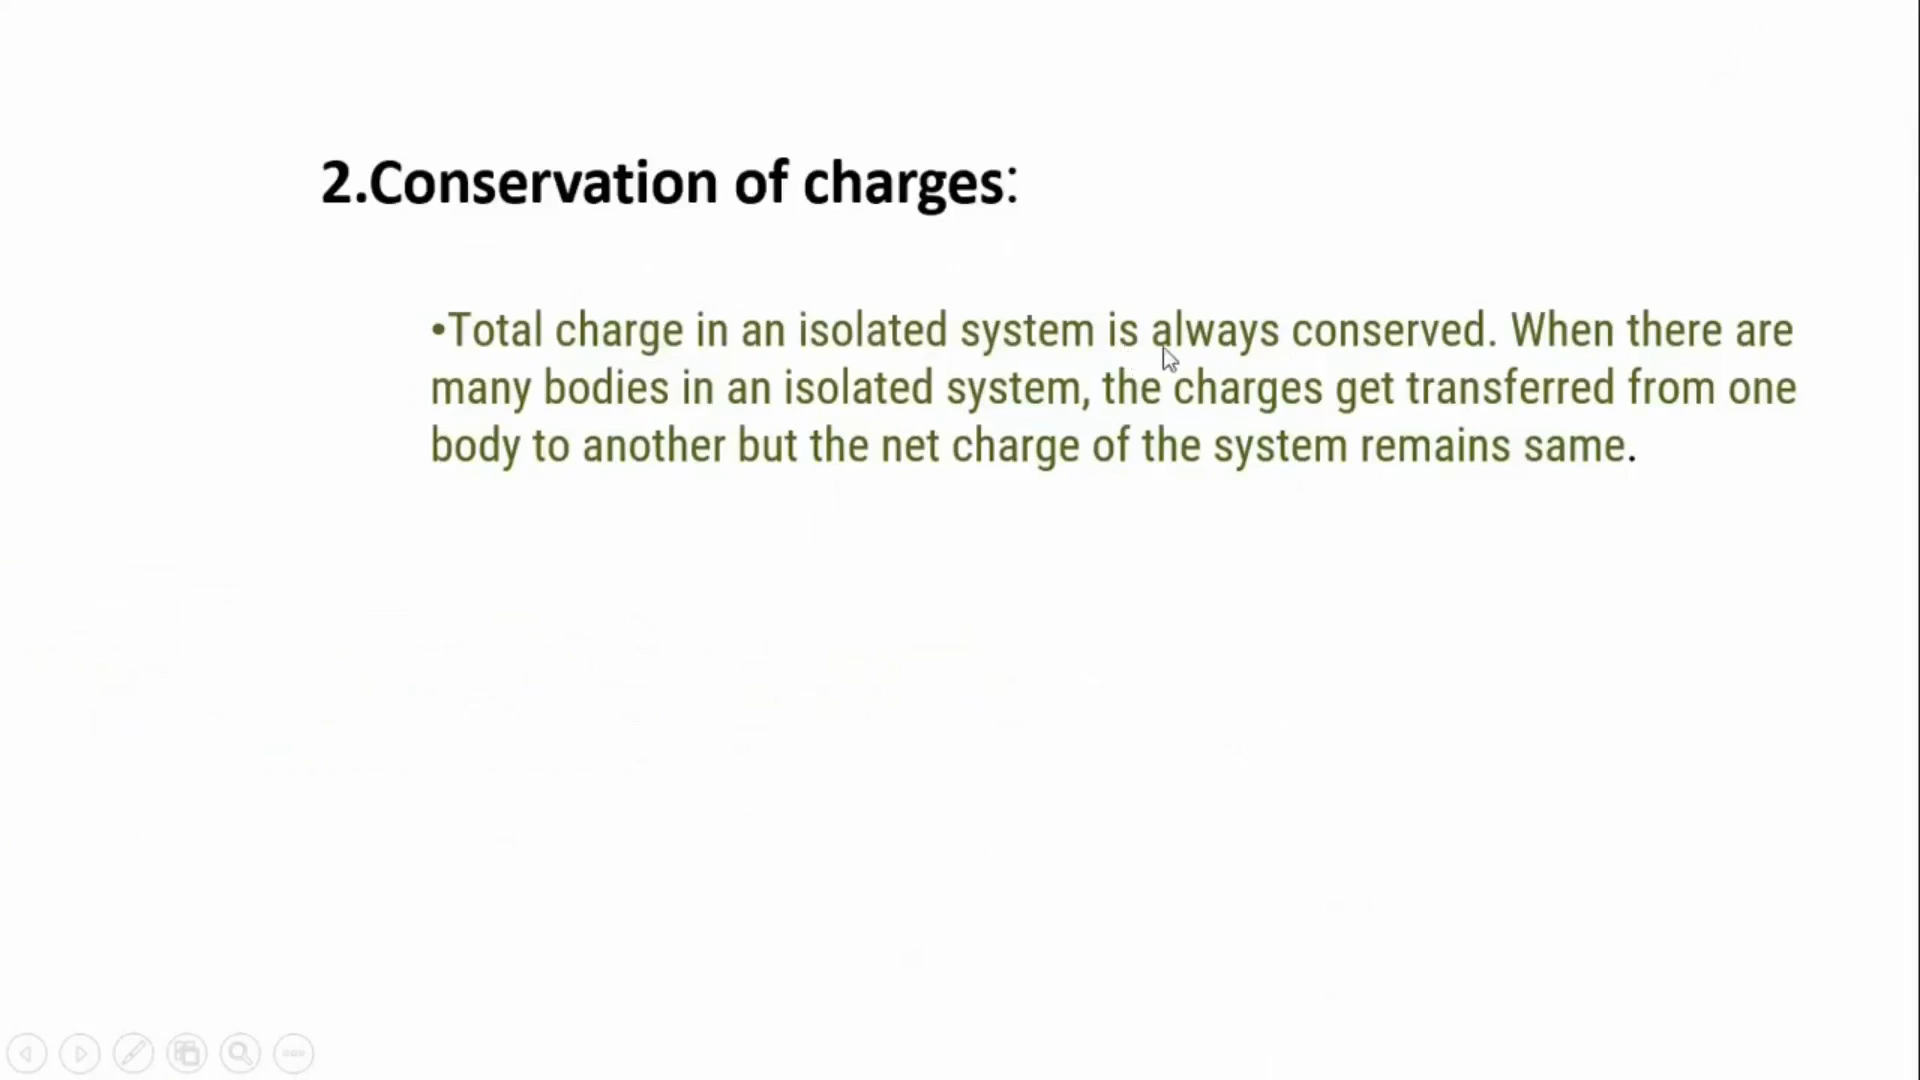 2.Conservation of charges:
•Total charge in an isolated system is always conserved. When there are
many bodies in an isolated system, the charges get transferred from one
body to another but the net charge of the system remains same.